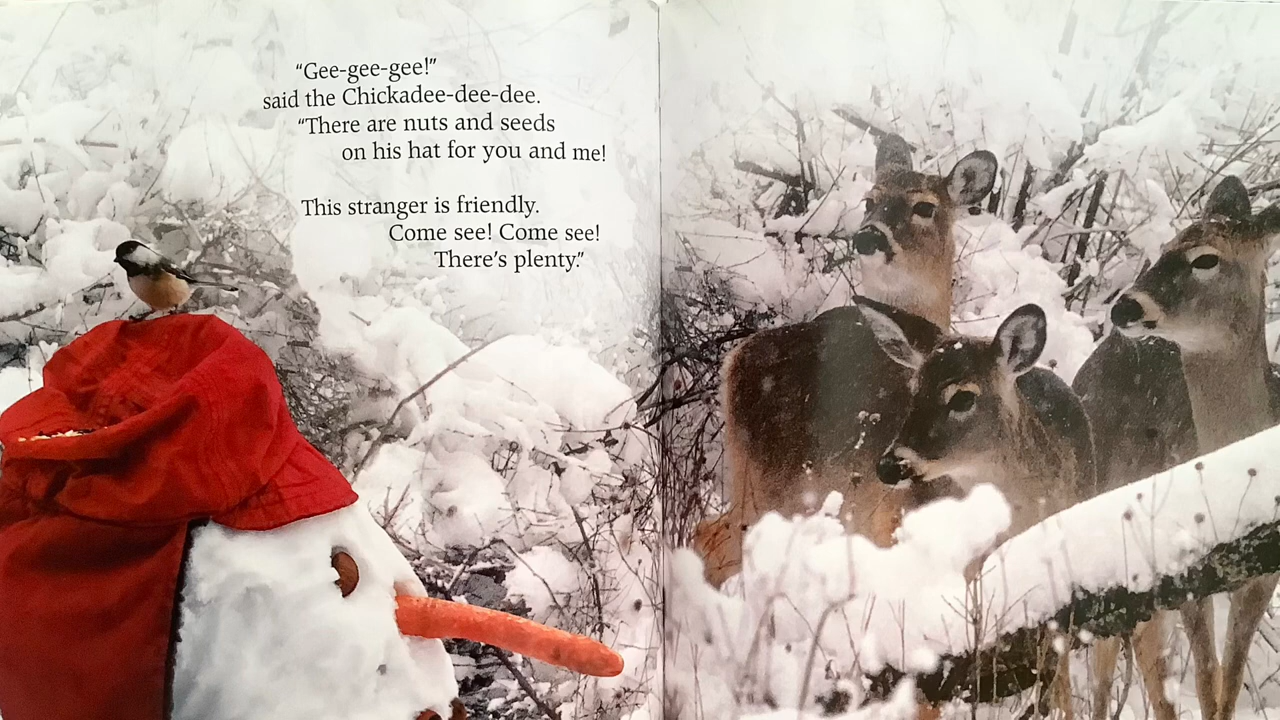 “Gee-gee-gee!”
said the Chickadee-dee-dee.
“There are nuts and seeds
on his hat for you and me!
This stranger is friendly.
Come see! Come see!
There’s plenty.”